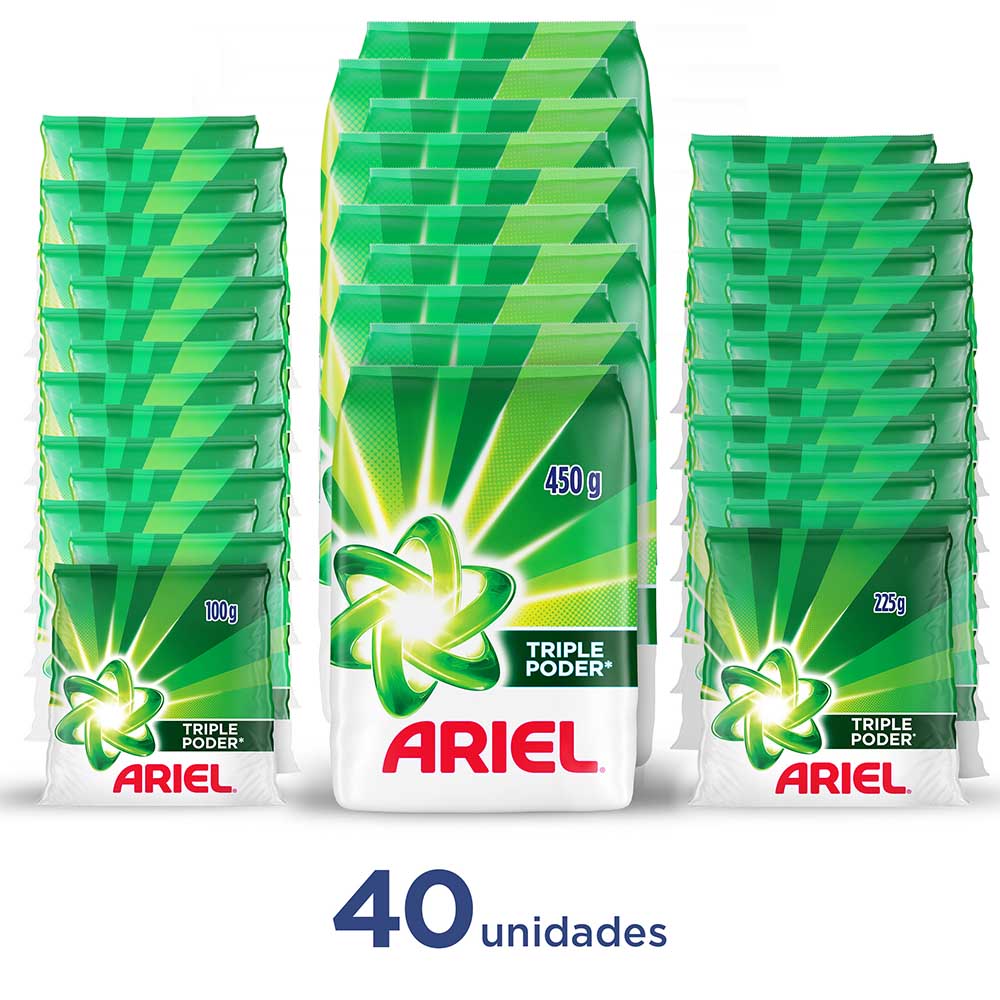 100g
TRIPLE
PODER*
ARIEL
450 g
TRIPLE
PODER*
ARIEL
225g
TRIPLE
PODER*
ARIEL
40 unidades